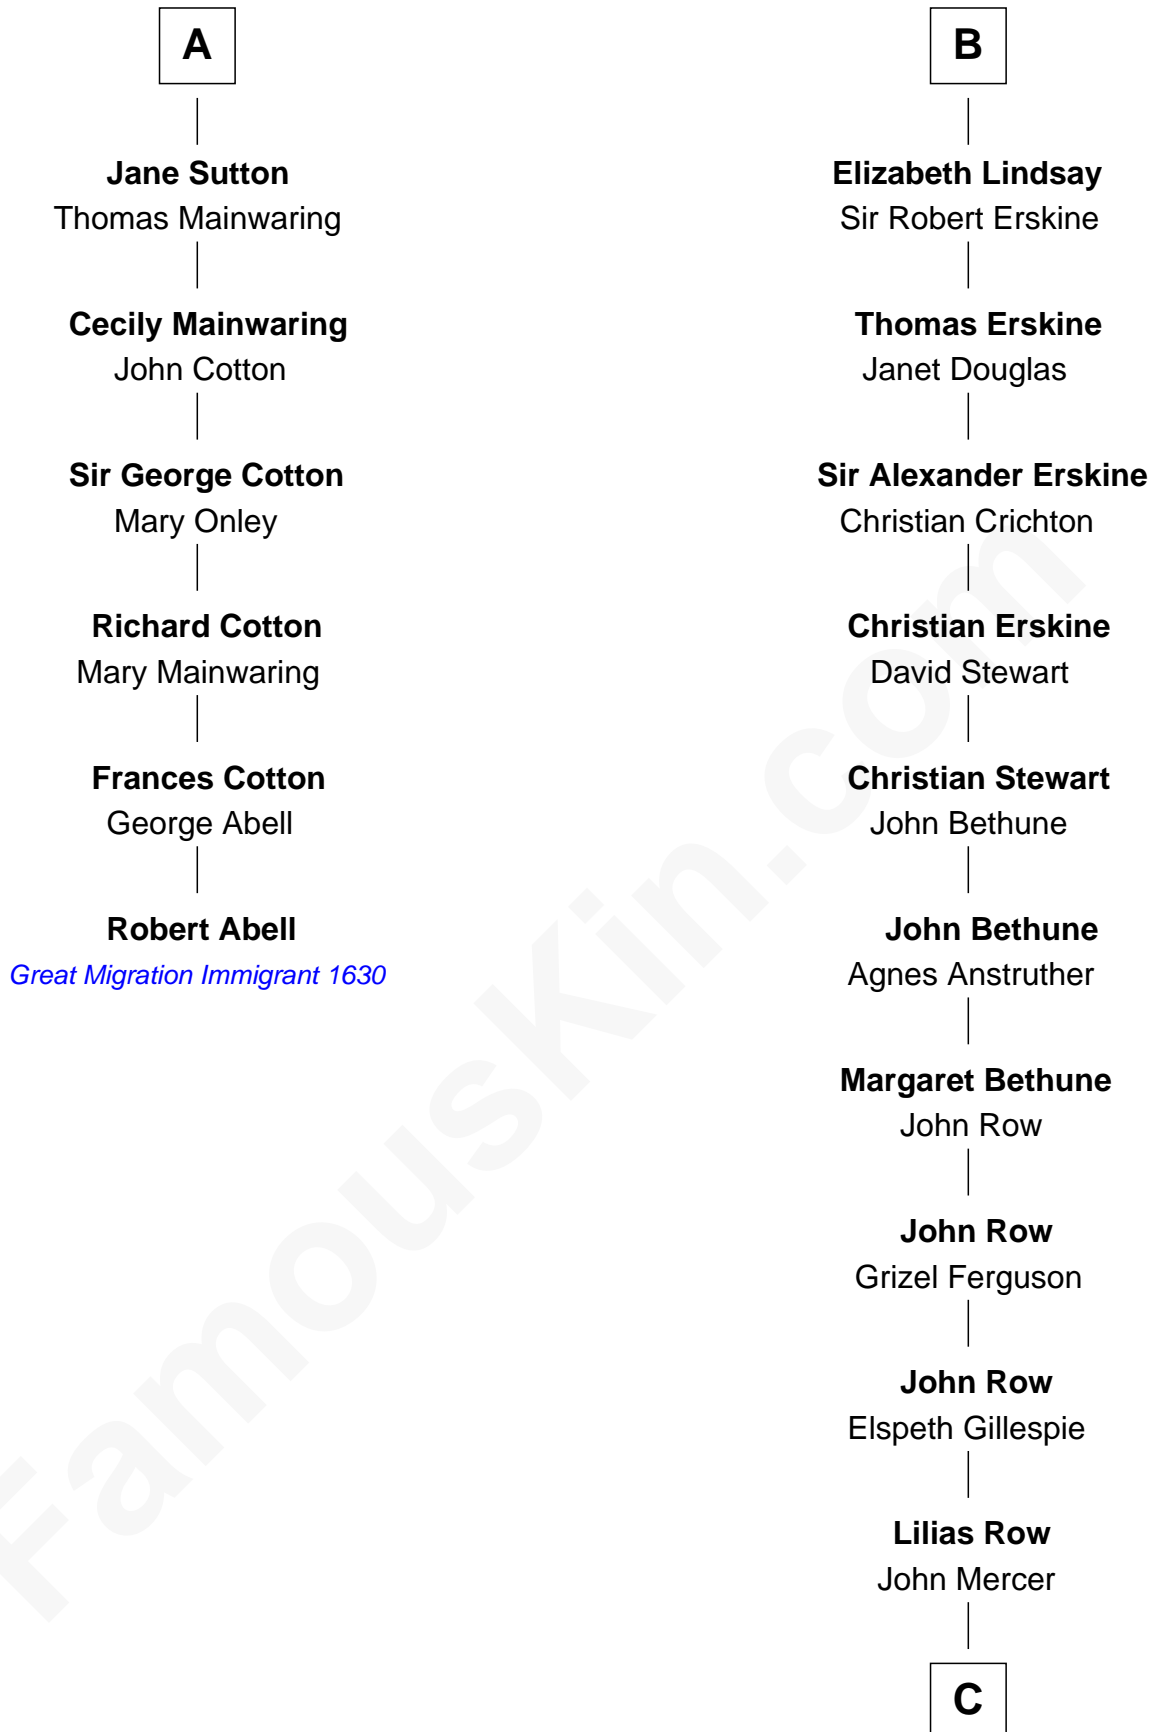 A
Jane Sutton
Thomas Mainwaring
Cecily Mainwaring
John Cotton
Sir George Cotton
Mary Onley
Richard Cotton
Mary Mainwaring
Frances Cotton
George Abell
Robert Abell
Great Migration Immigrant 1630
B
Elizabeth Lindsay
Sir Robert Erskine
Thomas Erskine
Janet Douglas
Sir Alexander Erskine
Christian Crichton
Christian Erskine
David Stewart
Christian Stewart
John Bethune
John Bethune
Agnes Anstruther
Margaret Bethune
John Row
John Row
Grizel Ferguson
John Row
Elspeth Gillespie
Lilias Row
John Mercer
C
FamousKin.com